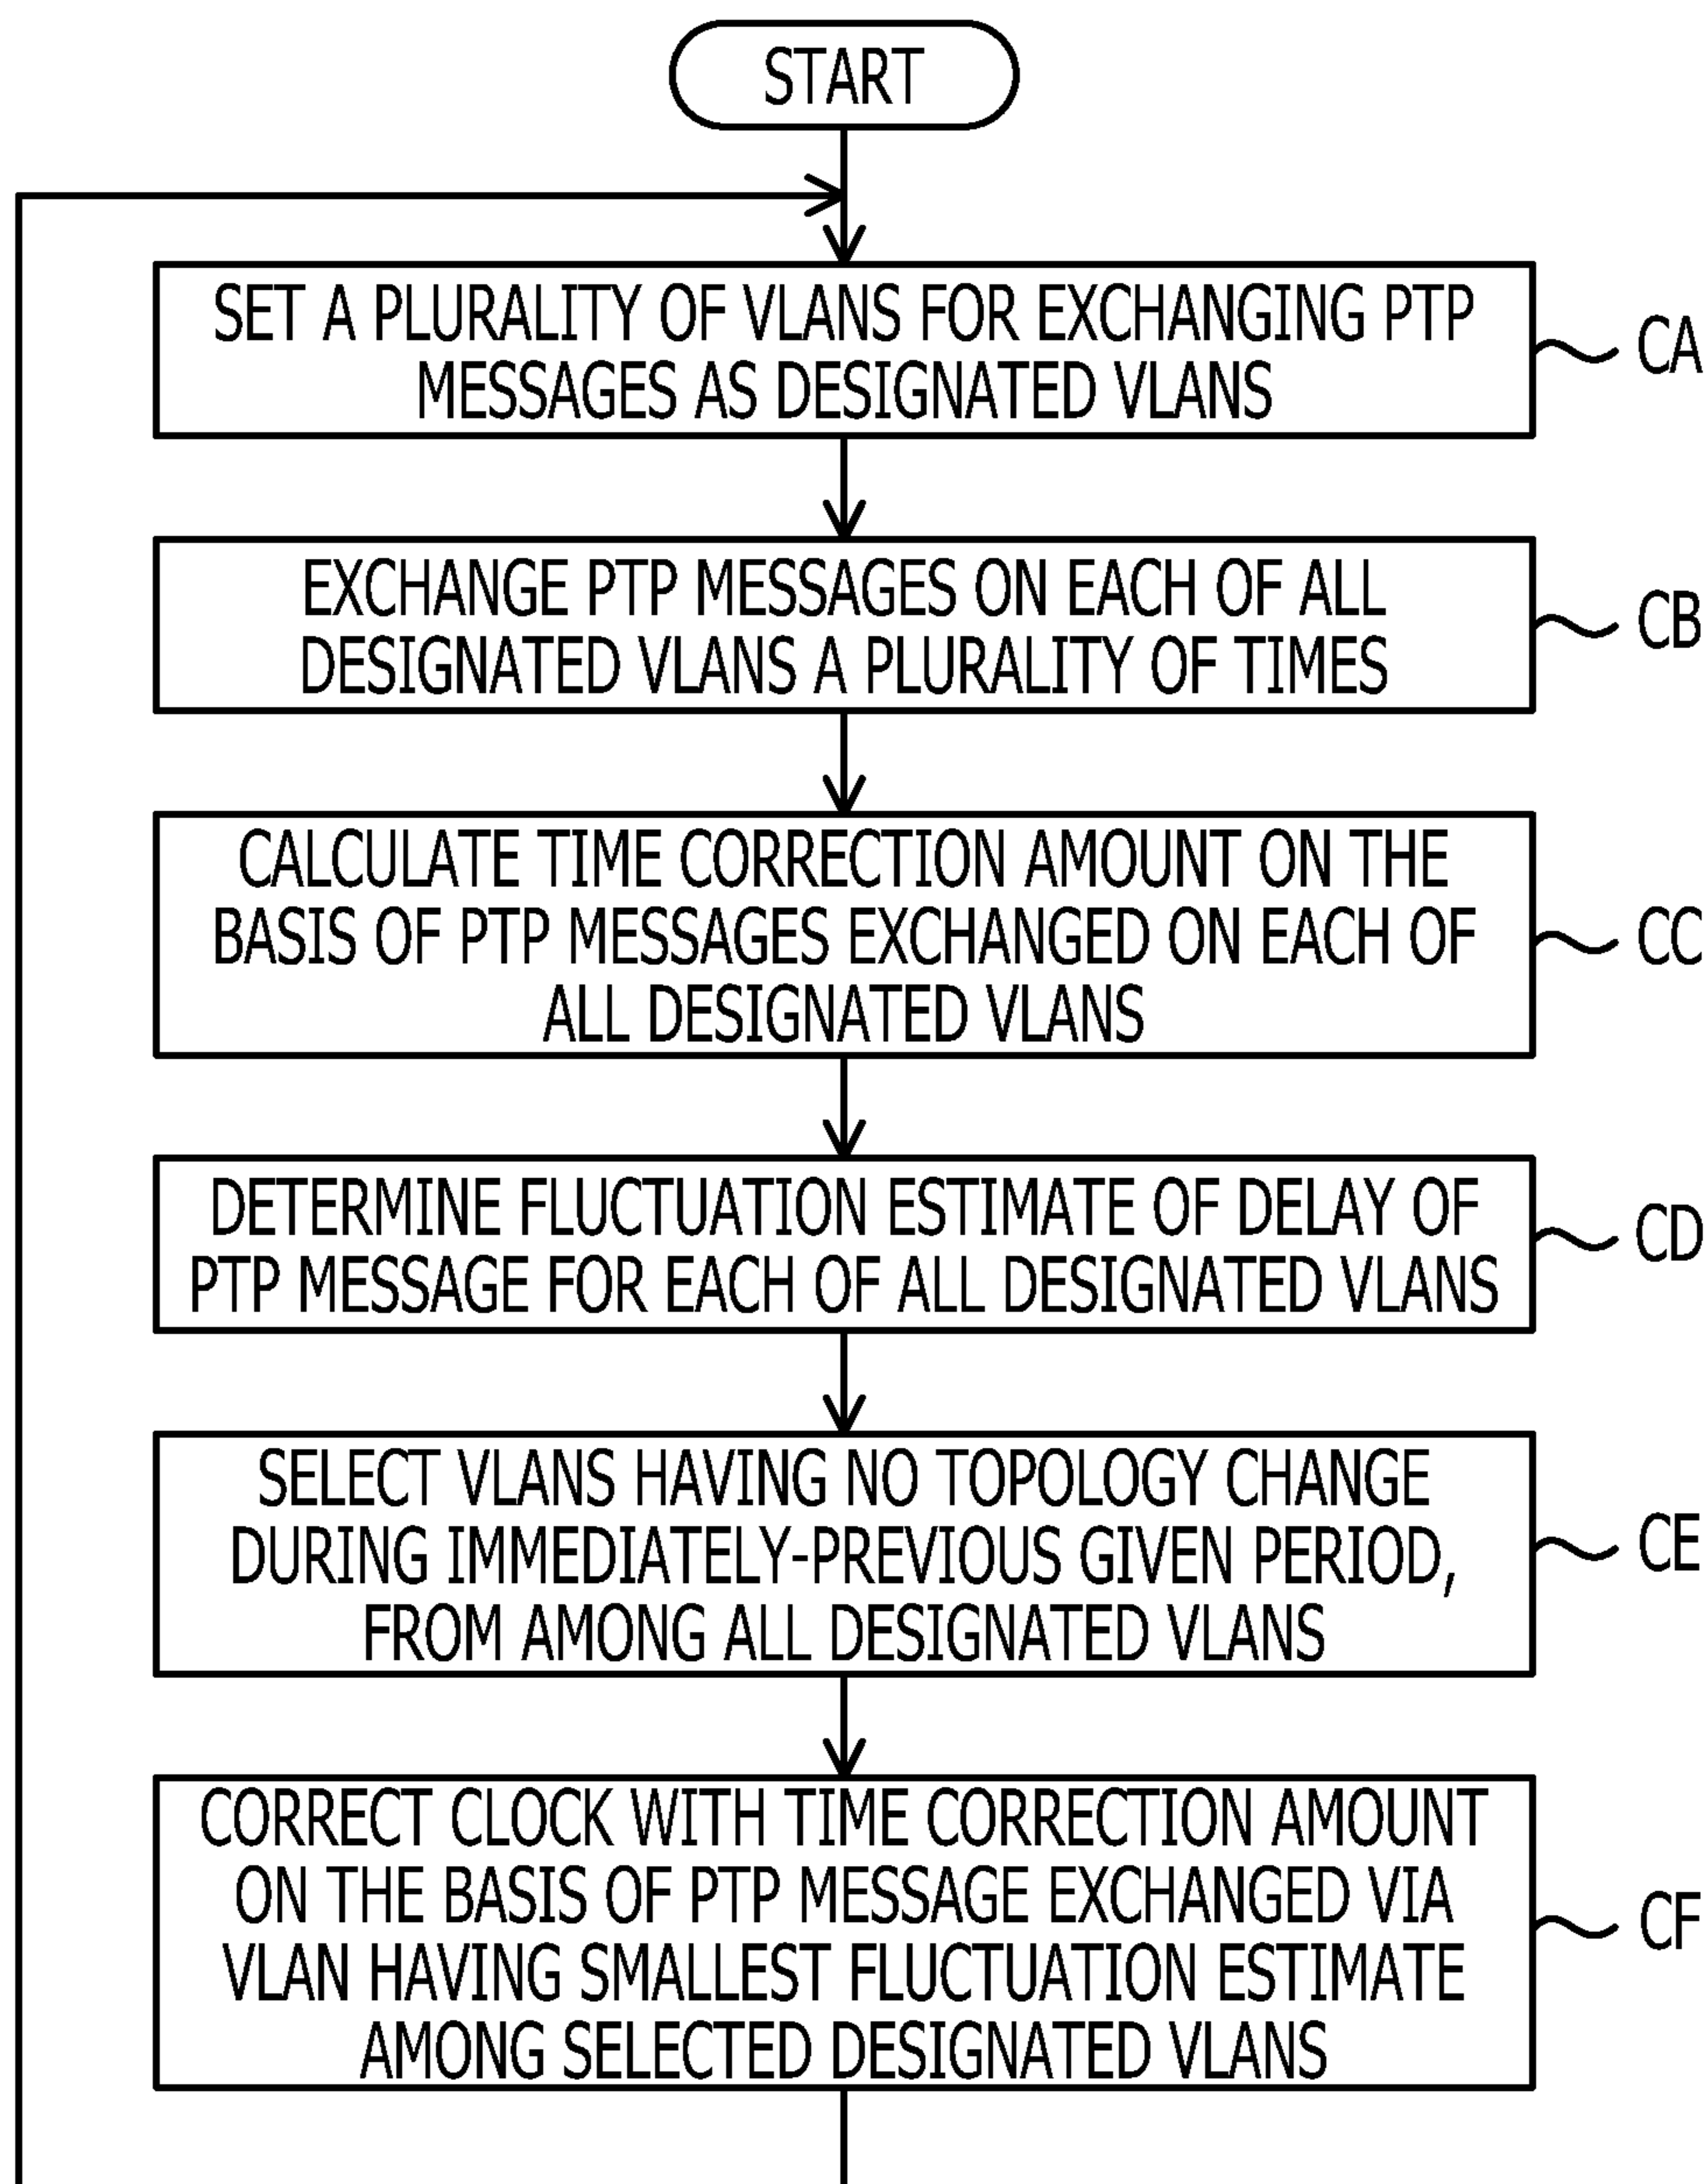 START
SET A PLURALITY OF VLANS FOR EXCHANGING PTP
MESSAGES AS DESIGNATED VLANS
CA
EXCHANGE PTP MESSAGES ON EACH OF ALL
DESIGNATED VLANS A PLURALITY OF TIMES
CB
CALCULATE TIME CORRECTION AMOUNT ON THE
BASIS OF PTP MESSAGES EXCHANGED ON EACH OF
ALL DESIGNATED VLANS
CC
DETERMINE FLUCTUATION ESTIMATE OF DELAY OF
PTP MESSAGE FOR EACH OF ALL DESIGNATED VLANS
CD
SELECT VLANS HAVING NO TOPOLOGY CHANGE
DURING IMMEDIATELY-PREVIOUS GIVEN PERIOD,
FROM AMONG ALL DESIGNATED VLANS
CE
CORRECT CLOCK WITH TIME CORRECTION AMOUNT
ON THE BASIS OF PTP MESSAGE EXCHANGED VIA
VLAN HAVING SMALLEST FLUCTUATION ESTIMATE
AMONG SELECTED DESIGNATED VLANS
CF